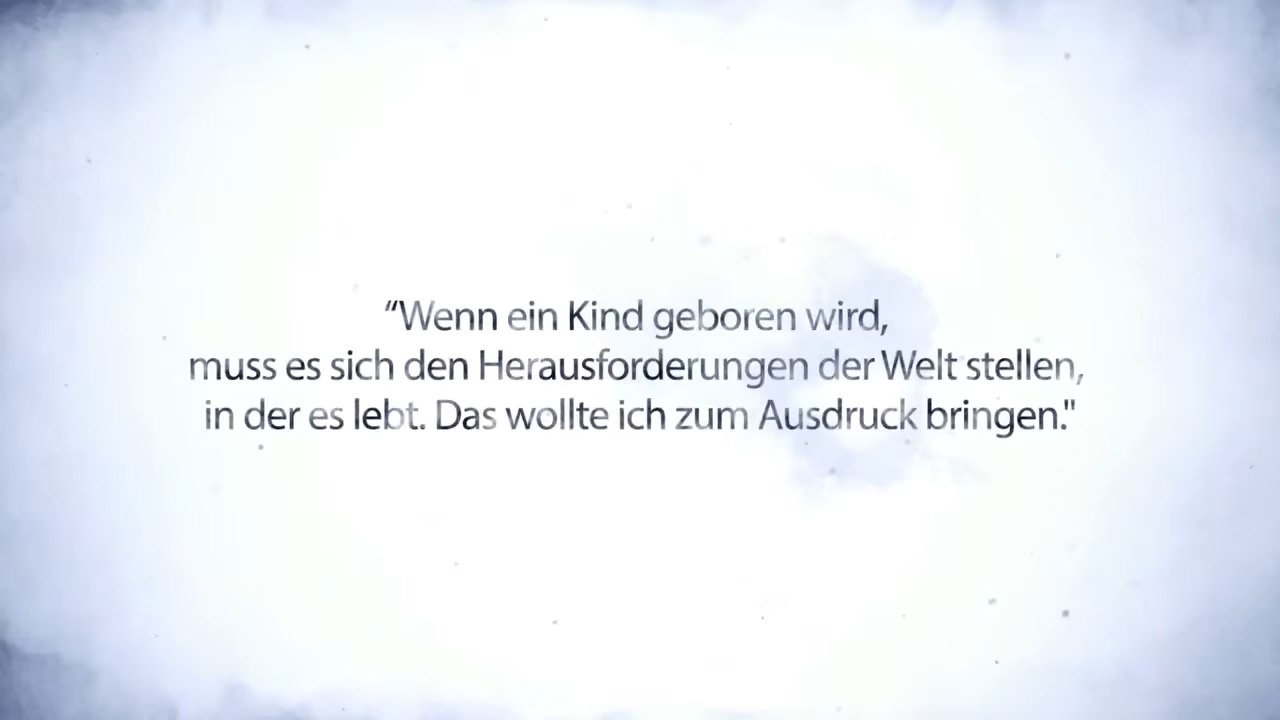 “Wenn ein Kind geboren wird,
muss es sich den Herausforderungen der Welt stellen,
in der es lebt. Das wollte ich zum Ausdruck bringen."